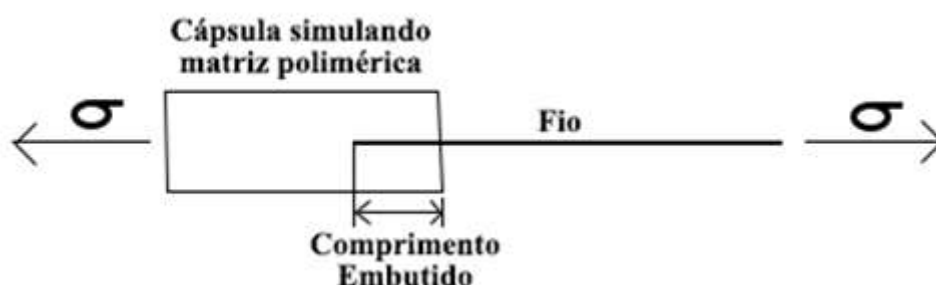 Cápsula simulando
matriz polimérica
σ
Fio
σ
Comprimento
Embutido